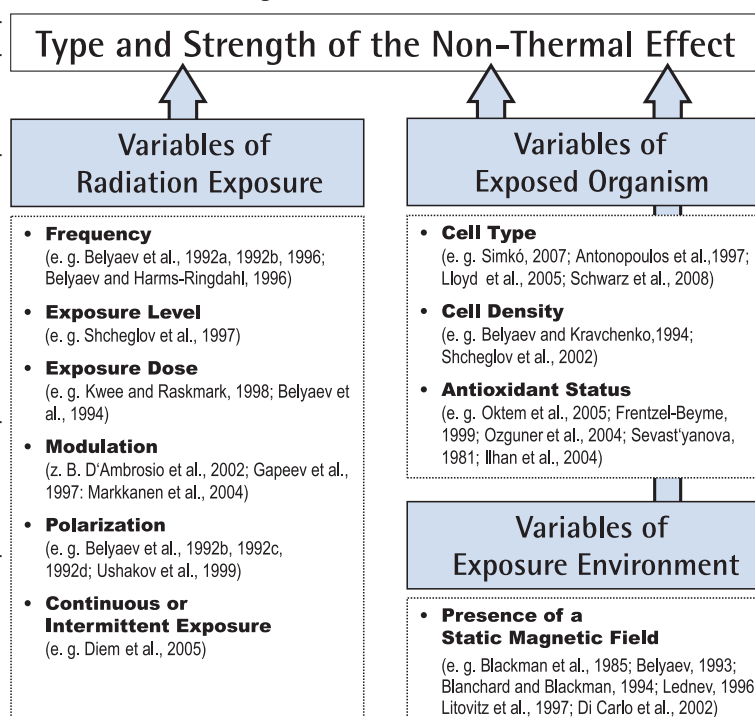 Type and Strength of the Non-Thermal Effect
Variables of
Radiation Exposure
• Frequency
(e. g. Belyaev et al., 1992a, 1992b, 1996;
Belyaev and Harms-Ringdahl, 1996)
• Exposure Level
(e. g. Shcheglov et al., 1997)
• Exposure Dose
(e. g. Kwee and Raskmark, 1998; Belyaev et
al., 1994)
• Modulation
(z. B. D‘Ambrosio et al., 2002; Gapeev et al.,
1997: Markkanen et al., 2004)
• Polarization
(e. g. Belyaev et al., 1992b, 1992c,
1992d; Ushakov et al., 1999)
• Continuous or
Intermittent Exposure
(e. g. Diem et al., 2005)
Variables of
Exposed Organism
• Cell Type
(e. g. Simkó, 2007; Antonopoulos et al.,1997;
Lloyd et al., 2005; Schwarz et al., 2008)
• Cell Density
(e. g. Belyaev and Kravchenko,1994;
Shcheglov et al., 2002)
• Antioxidant Status
(e. g. Oktem et al., 2005; Frentzel-Beyme,
1999; Ozguner et al., 2004; Sevast‘yanova,
1981; Ilhan et al., 2004)
Variables of
Exposure Environment
• Presence of a
Static Magnetic Field
(e. g. Blackman et al., 1985; Belyaev, 1993;
Blanchard and Blackman, 1994; Lednev, 1996
Litovitz et al., 1997; Di Carlo et al., 2002)